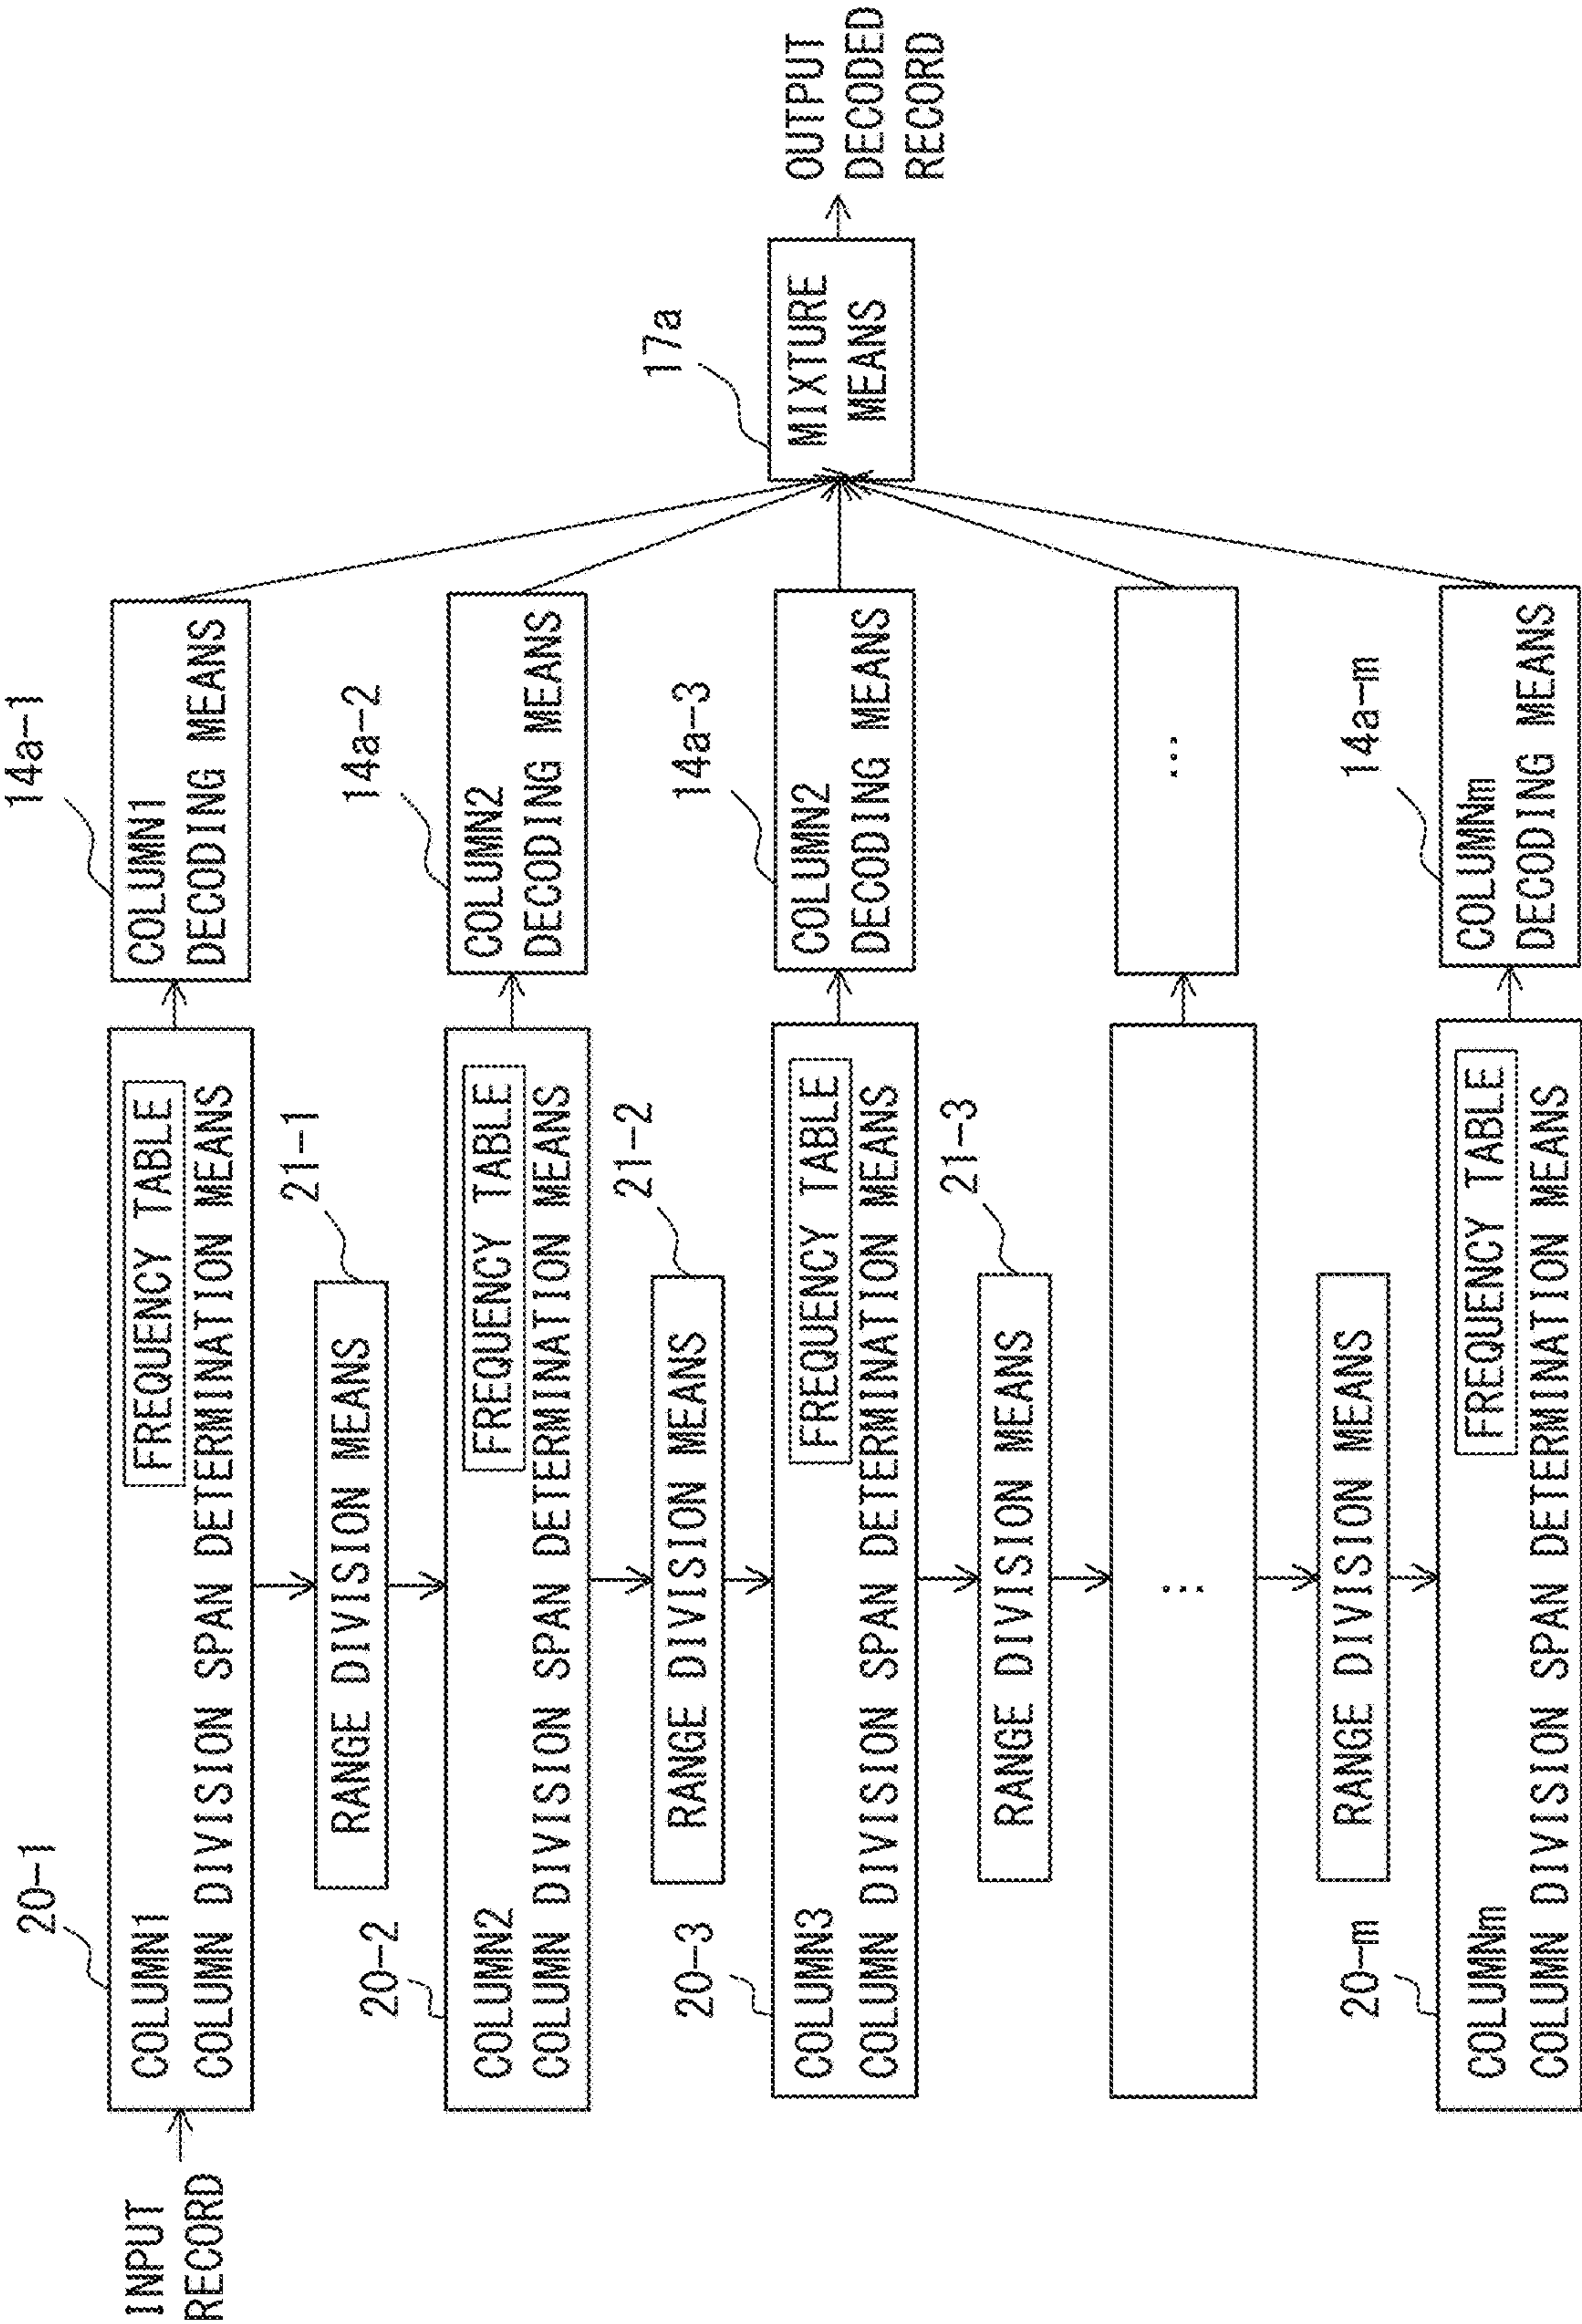 INPUT
RECORD
20-1
COLUMN1
FREQUENCY TABLE
COLUMN DIVISION SPAN DETERMINATION MEANS
14a-1
COLUMN1
DECODING MEANS
21-1
RANGE DIVISION MEANS
20-2
COLUMN2
FREQUENCY TABLE
COLUMN DIVISION SPAN DETERMINATION MEANS
14a-2
COLUMN2
DECODING MEANS
21-2
RANGE DIVISION MEANS
20-3
COLUMN3
FREQUENCY TABLE
COLUMN DIVISION SPAN DETERMINATION MEANS
14a-3
COLUMN2
DECODING MEANS
21-3
RANGE DIVISION MEANS
...
...
RANGE DIVISION MEANS
20-m
COLUMNm
FREQUENCY TABLE
COLUMN DIVISION SPAN DETERMINATION MEANS
14a-m
COLUMNm
DECODING MEANS
17a
MIXTURE
MEANS
OUTPUT
DECODED
RECORD